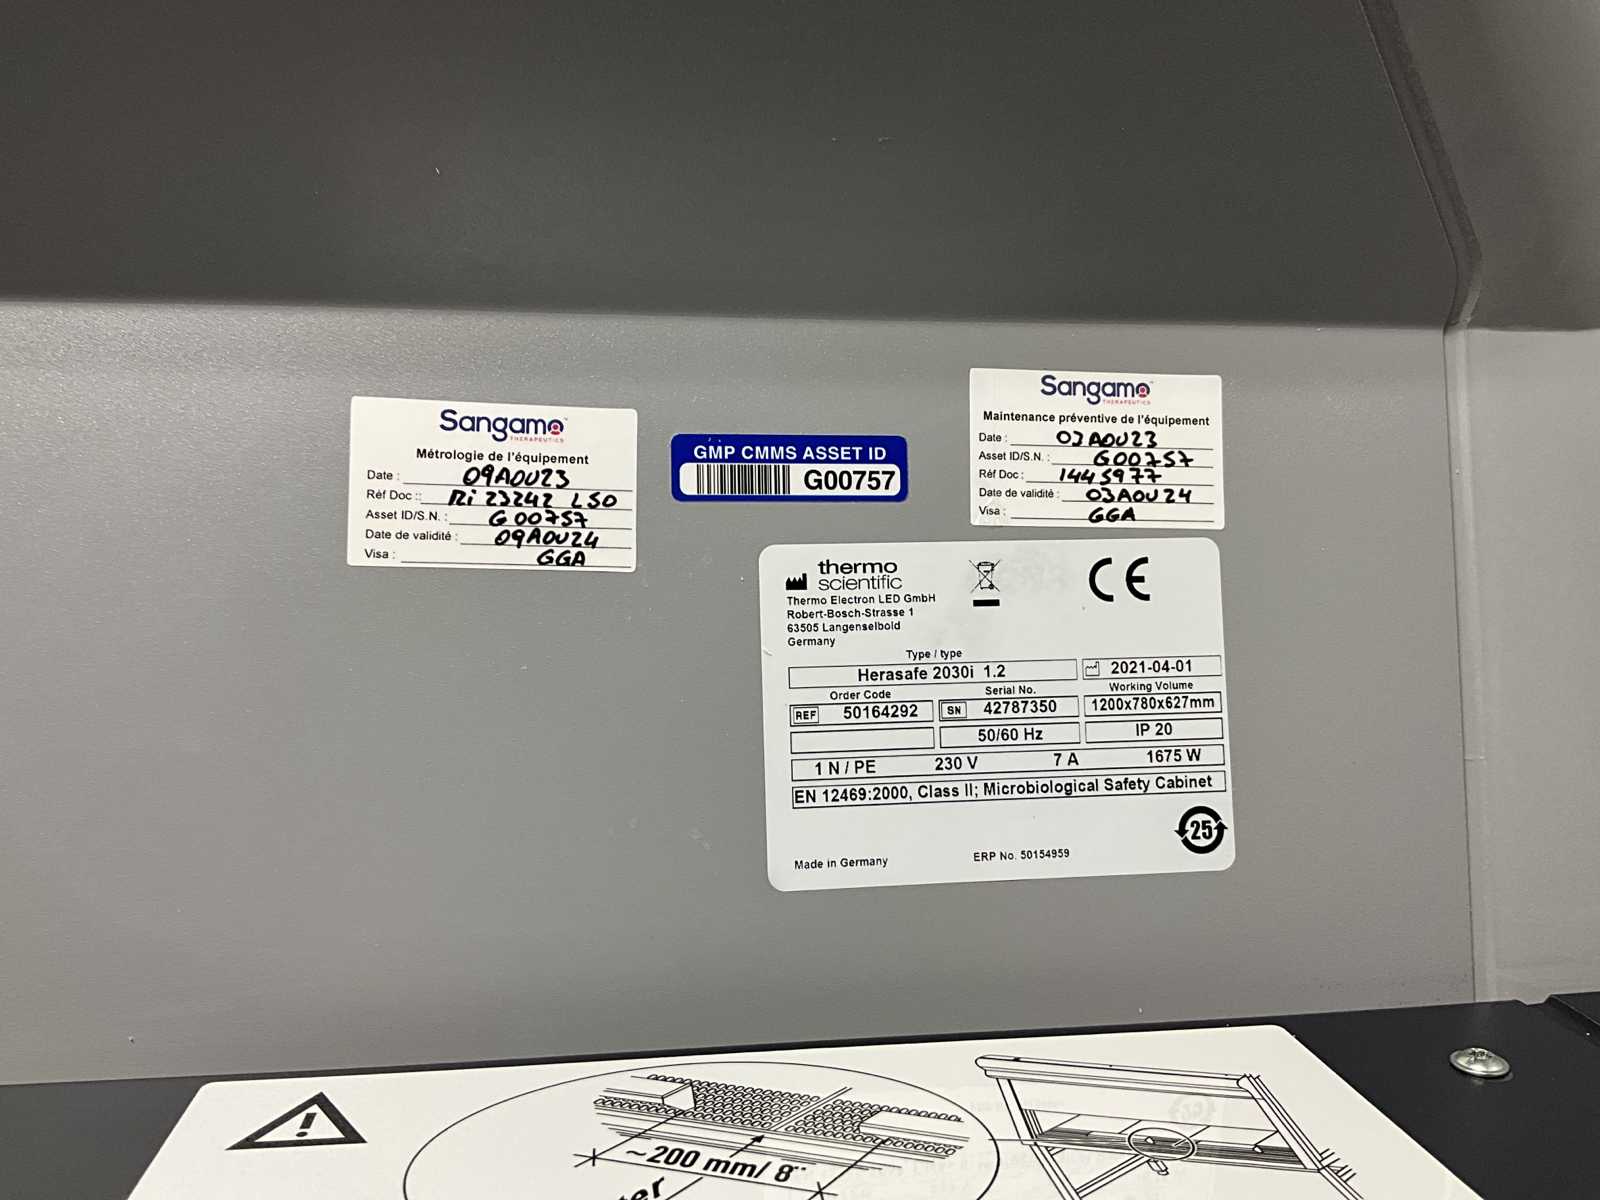 Sangamo
THERAPEUTICS
Métrologie de l'équipement
Date : 09AOU23
Réf Doc :: Ri 23242 LSO
Asset ID/S.N. : G00757
Date de validité : 09AOU24
Visa : GGA
GMP CMMS ASSET ID
G00757
Sangamo
THERAPEUTICS
Maintenance préventive de l'équipement
Date : 03AOU23
Asset ID/S.N. : G00757
Réf Doc : 1445977
Date de validité : 03AOU24
Visa : GGA
thermo
scientific
Thermo Electron LED GmbH
Robert-Bosch-Strasse 1
63505 Langenselbold
Germany
CE
Type / type
Herasafe 2030i 1.2
2021-04-01
Order Code Serial No. Working Volume
REF 50164292 SN 42787350 1200x780x627mm
50/60 Hz IP 20
1 N / PE 230 V 7 A 1675 W
EN 12469:2000, Class II; Microbiological Safety Cabinet
25
Made in Germany ERP No. 50154959
~200 mm/ 8"